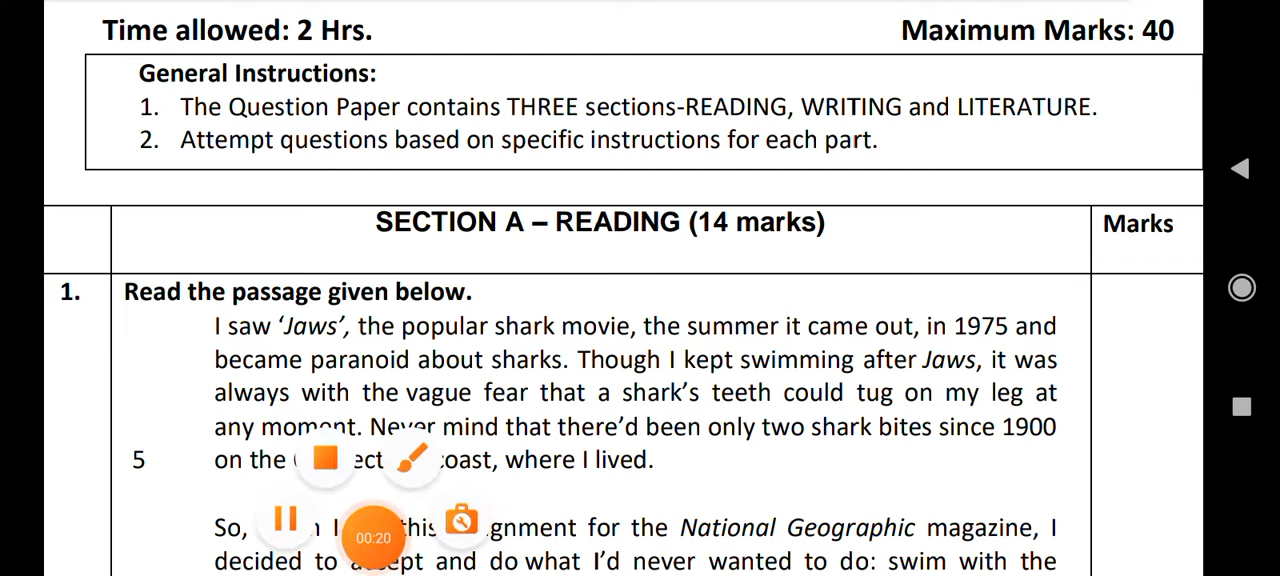 Time allowed: 2 Hrs. Maximum Marks: 40
General Instructions:
1. The Question Paper contains THREE sections-READING, WRITING and LITERATURE.
2. Attempt questions based on specific instructions for each part.
SECTION A – READING (14 marks) Marks
1. Read the passage given below.
I saw ‘Jaws’, the popular shark movie, the summer it came out, in 1975 and
became paranoid about sharks. Though I kept swimming after Jaws, it was
always with the vague fear that a shark’s teeth could tug on my leg at
any moment. Never mind that there’d been only two shark bites since 1900
5 on the coast, where I lived.
So, I this for the National Geographic magazine, I
decided to accept and do what I’d never wanted to do: swim with the
00:20